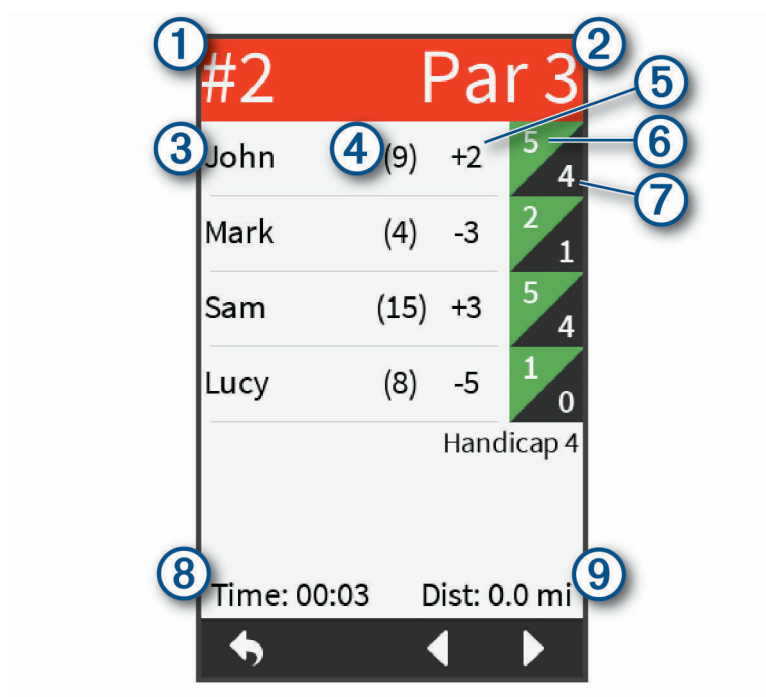 1 2
#2 Par 3
5
3 John 4 (9) +2 5 4 6
7
Mark (4) -3 2 1
Sam (15) +3 5 4
Lucy (8) -5 1 0
Handicap 4
8 9
Time: 00:03 Dist: 0.0 mi